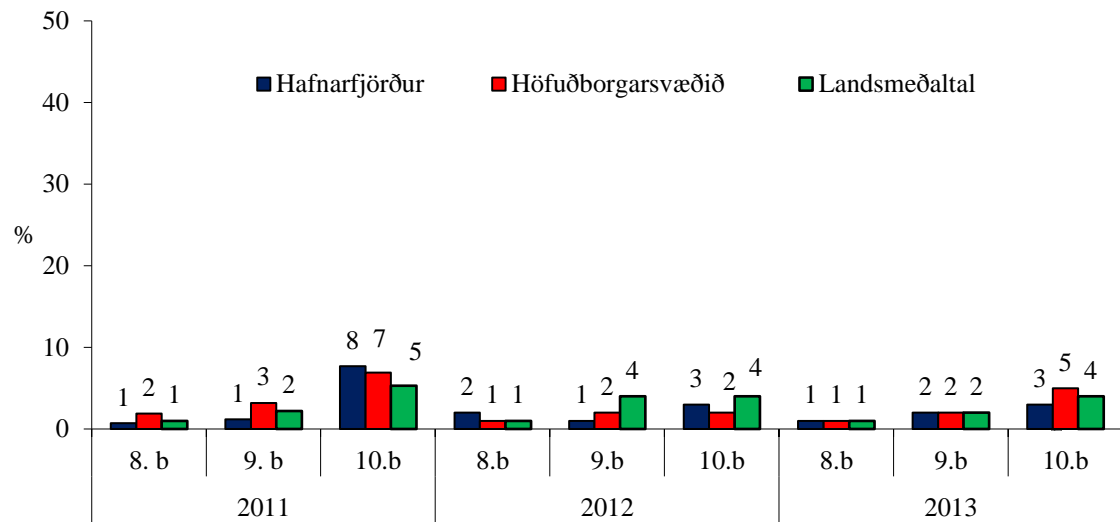 50
Hafnarfjörður Höfuðborgarsvæðið Landsmeðaltal
40
30
%
20
10
0
1 2 1 1 3 2 8 7 5 2 1 1 1 2 4 3 2 4 1 1 1 2 2 2 3 5 4
8. b 9. b 10.b 8.b 9.b 10.b 8.b 9.b 10.b
2011 2012 2013